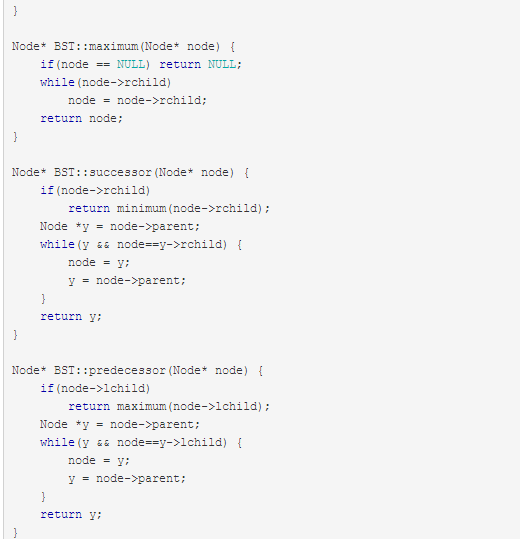 }

Node* BST::maximum(Node* node) {
    if(node == NULL) return NULL;
    while(node->rchild)
        node = node->rchild;
    return node;
}

Node* BST::successor(Node* node) {
    if(node->rchild)
        return minimum(node->rchild);
    Node *y = node->parent;
    while(y && node==y->rchild) {
        node = y;
        y = node->parent;
    }
    return y;
}

Node* BST::predecessor(Node* node) {
    if(node->lchild)
        return maximum(node->lchild);
    Node *y = node->parent;
    while(y && node==y->lchild) {
        node = y;
        y = node->parent;
    }
    return y;
}